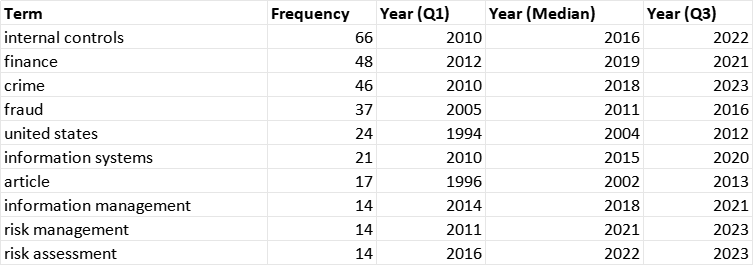 Term Frequency Year (Q1) Year (Median) Year (Q3)
internal controls 66 2010 2016 2022
finance 48 2012 2019 2021
crime 46 2010 2018 2023
fraud 37 2005 2011 2016
united states 24 1994 2004 2012
information systems 21 2010 2015 2020
article 17 1996 2002 2013
information management 14 2014 2018 2021
risk management 14 2011 2021 2023
risk assessment 14 2016 2022 2023